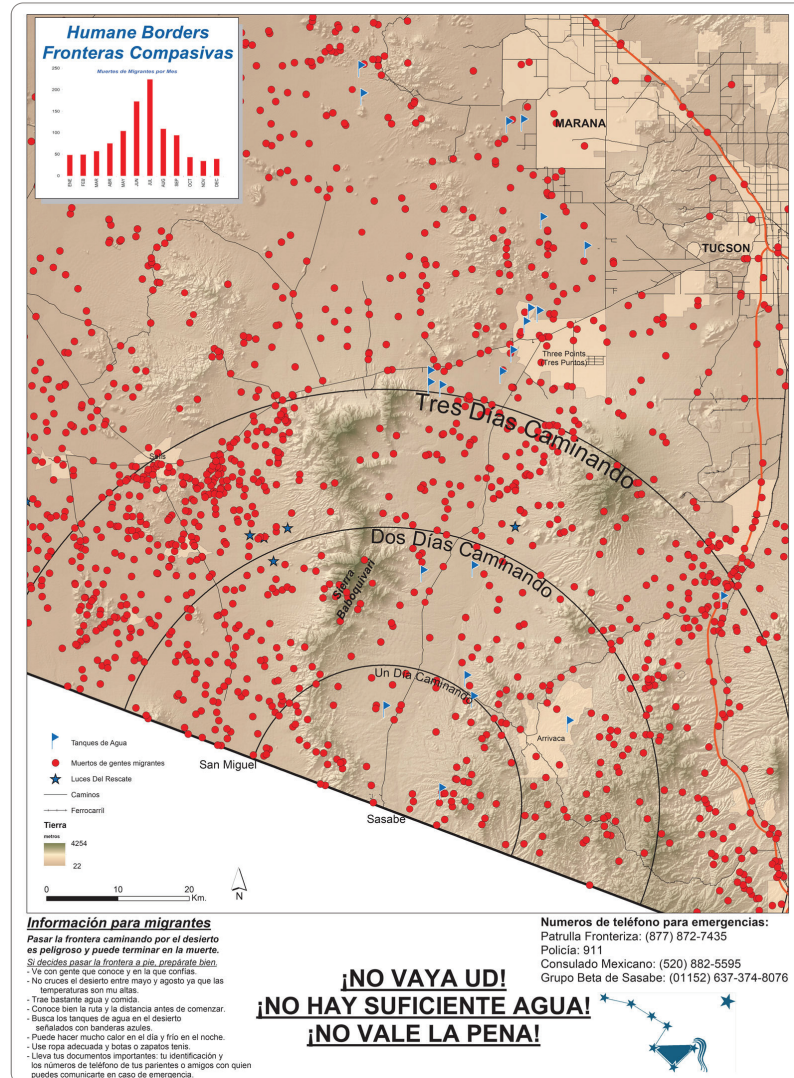 Humane Borders
Fronteras Compasivas
Muertes de Migrantes por Mes
250
200
150
100
50
0
ENE
FEB
MAR
ABR
MAY
JUN
JUL
AUG
SEP
OCT
NOV
DEC
MARANA
TUCSON
Three Points
(Tres Puntos)
Tres Días Caminando
Sells
Dos Días Caminando
Sierra
Baboquivari
Un Día Caminando
Arrivaca
San Miguel
Sasabe
Tanques de Agua
Muertos de gentes migrantes
Luces Del Rescate
Caminos
Ferrocarril
Tierra
metros
4254
22
0 10 20
Km.
N
Información para migrantes
Pasar la frontera caminando por el desierto
es peligroso y puede terminar en la muerte.
Si decides pasar la frontera a pie, prepárate bien.
- Ve con gente que conoce y en la que confías.
- No cruces el desierto entre mayo y agosto ya que las
temperaturas son mu altas.
- Trae bastante agua y comida.
- Conoce bien la ruta y la distancia antes de comenzar.
- Busca los tanques de agua en el desierto
señalados con banderas azules.
- Puede hacer mucho calor en el día y frío en el noche.
- Use ropa adecuada y botas o zapatos tenis.
- Lleva tus documentos importantes: tu identificación y
los números de teléfono de tus parientes o amigos con quien
puedes comunicarte en caso de emergencia.
¡NO VAYA UD!
¡NO HAY SUFICIENTE AGUA!
¡NO VALE LA PENA!
Numeros de teléfono para emergencias:
Patrulla Fronteriza: (877) 872-7435
Policía: 911
Consulado Mexicano: (520) 882-5595
Grupo Beta de Sasabe: (01152) 637-374-8076